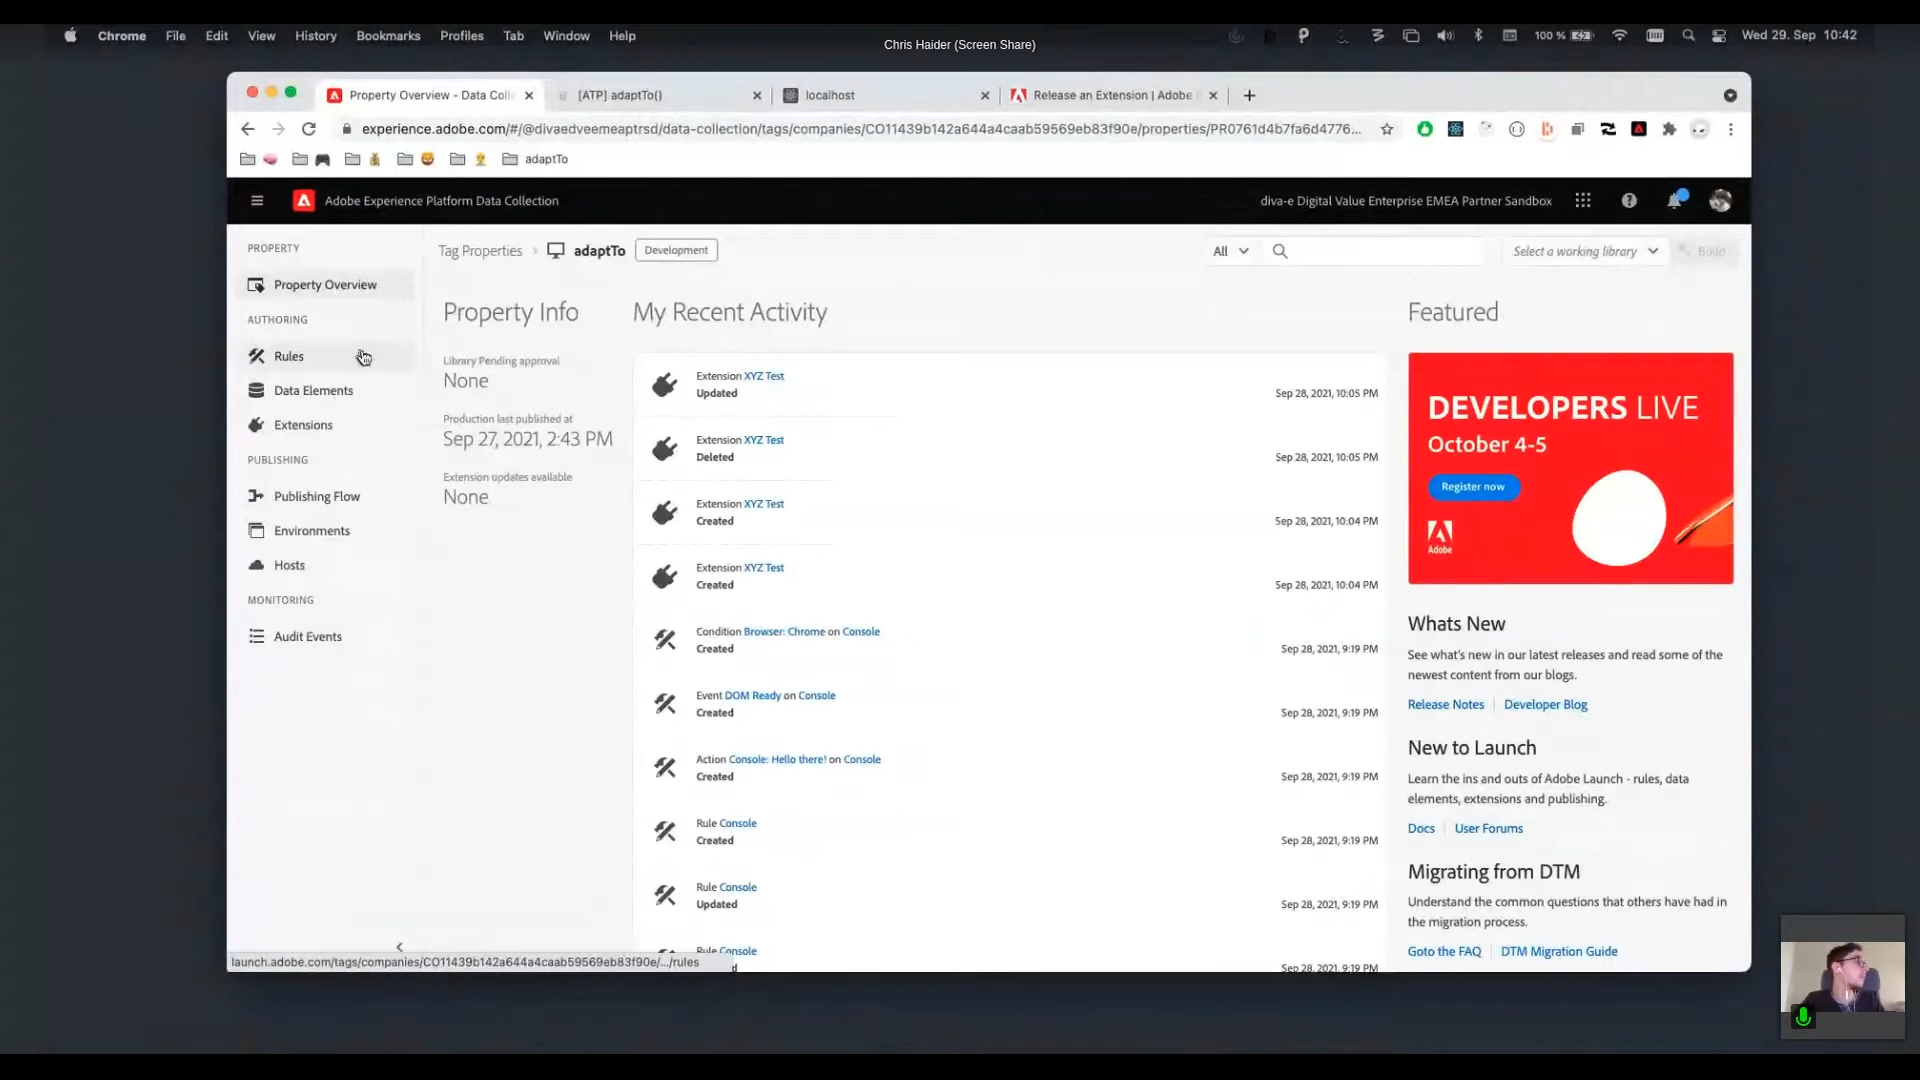 Chrome File Edit View History Bookmarks Profiles Tab Window Help
Chris Haider (Screen Share)
100 % Wed 29. Sep 10:42
Property Overview - Data Colle
[ATP] adaptTo()
localhost
Release an Extension | Adobe
experience.adobe.com/#/@divaedveemeaptrsd/data-collection/tags/companies/CO11439b142a644a4caab59569eb83f90e/properties/PR0761d4b7fa6d4776...
adaptTo
Adobe Experience Platform Data Collection
diva-e Digital Value Enterprise EMEA Partner Sandbox
PROPERTY
Property Overview
AUTHORING
Rules
Data Elements
Extensions
PUBLISHING
Publishing Flow
Environments
Hosts
MONITORING
Audit Events
Tag Properties > adaptTo Development
All
Select a working library
Build
Property Info
Library Pending approval
None
Production last published at
Sep 27, 2021, 2:43 PM
Extension updates available
None
My Recent Activity
Extension XYZ Test
Updated
Sep 28, 2021, 10:05 PM
Extension XYZ Test
Deleted
Sep 28, 2021, 10:05 PM
Extension XYZ Test
Created
Sep 28, 2021, 10:04 PM
Extension XYZ Test
Created
Sep 28, 2021, 10:04 PM
Condition Browser: Chrome on Console
Created
Sep 28, 2021, 9:19 PM
Event DOM Ready on Console
Created
Sep 28, 2021, 9:19 PM
Action Console: Hello there! on Console
Created
Sep 28, 2021, 9:19 PM
Rule Console
Created
Sep 28, 2021, 9:19 PM
Rule Console
Updated
Sep 28, 2021, 9:19 PM
Rule Console
Sep 28, 2021, 9:19 PM
Featured
DEVELOPERS LIVE
October 4-5
Register now
Adobe
Whats New
See what's new in our latest releases and read some of the
newest content from our blogs.
Release Notes Developer Blog
New to Launch
Learn the ins and outs of Adobe Launch - rules, data
elements, extensions and publishing.
Docs User Forums
Migrating from DTM
Understand the common questions that others have had in
the migration process.
Goto the FAQ DTM Migration Guide
launch.adobe.com/tags/companies/CO11439b142a644a4caab59569eb83f90e/.../rules